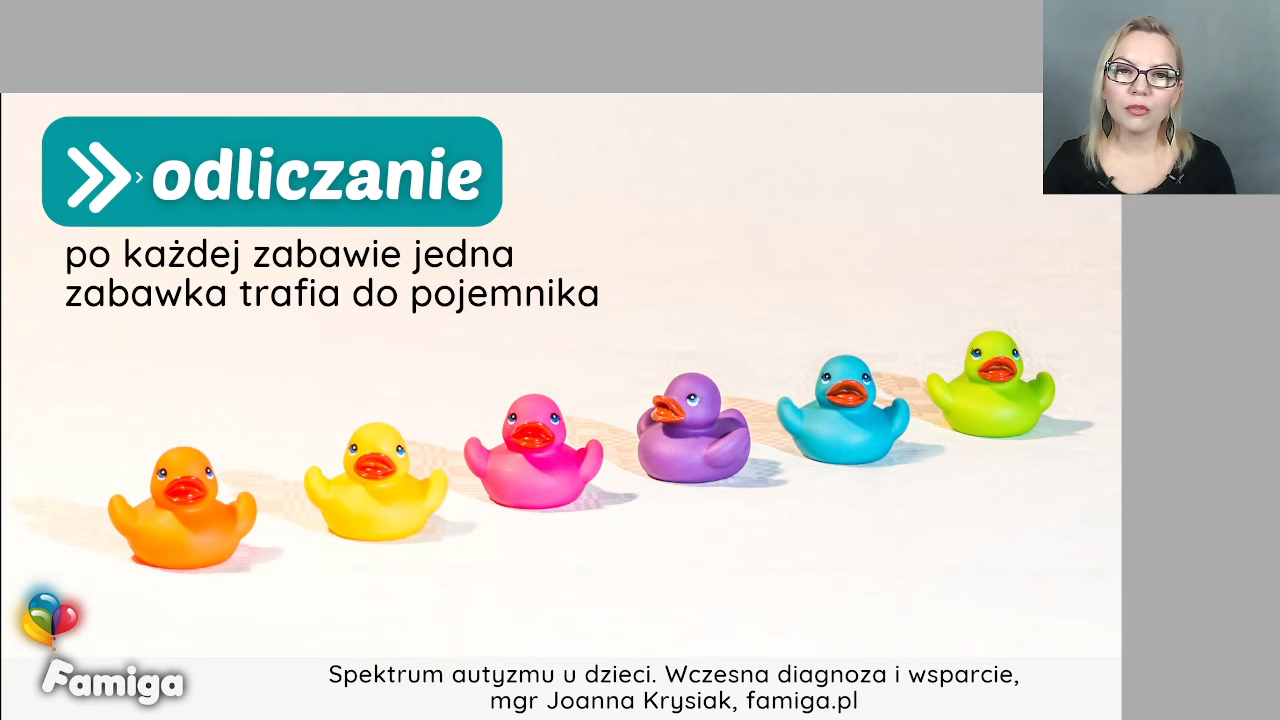 odliczanie
po każdej zabawie jedna
zabawka trafia do pojemnika
Famiga
Spektrum autyzmu u dzieci. Wczesna diagnoza i wsparcie,
mgr Joanna Krysiak, famiga.pl